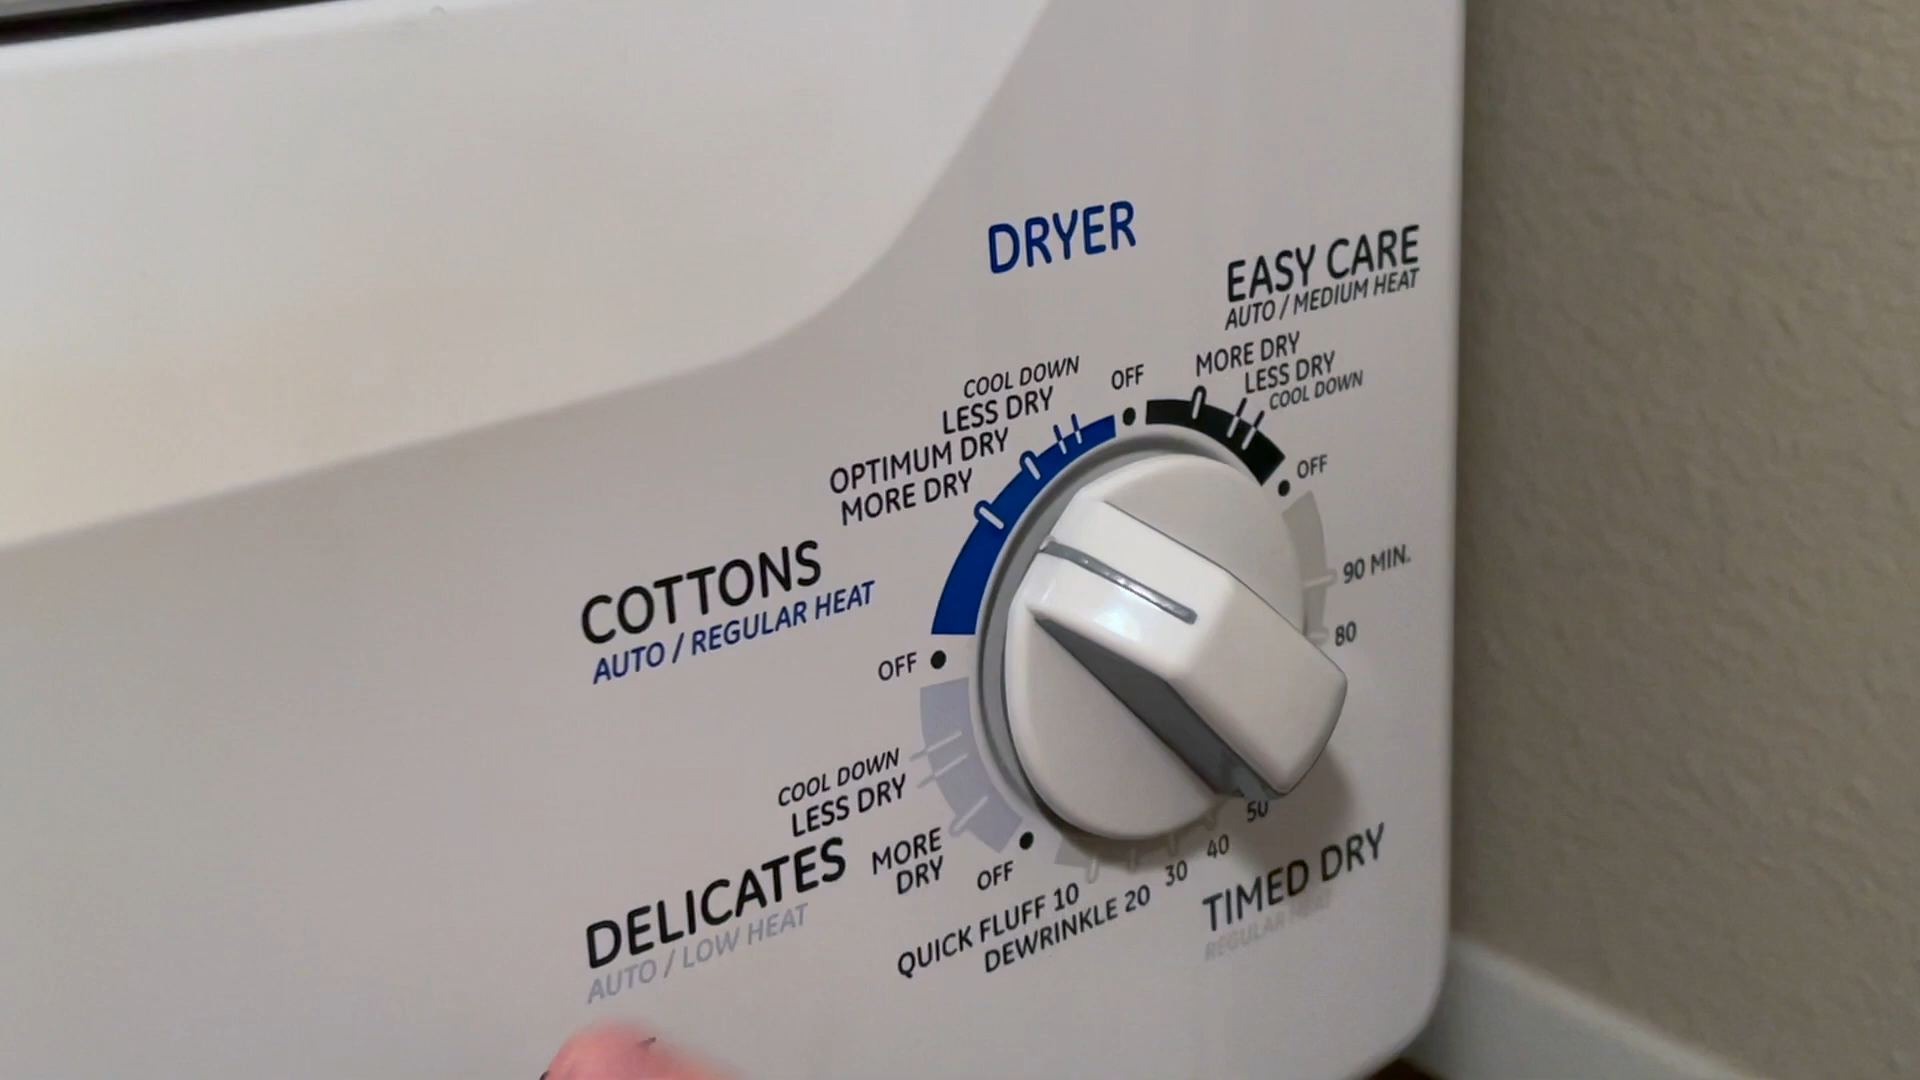 DRYER
EASY CARE
AUTO / MEDIUM HEAT
MORE DRY
LESS DRY
COOL DOWN
OFF
COOL DOWN
LESS DRY
OPTIMUM DRY
MORE DRY
OFF
90 MIN.
80
COTTONS
AUTO / REGULAR HEAT
OFF
COOL DOWN
LESS DRY
MORE
DRY
DELICATES
AUTO / LOW HEAT
OFF
QUICK FLUFF 10
DEWRINKLE 20
30
40
50
TIMED DRY
REGULAR HEAT